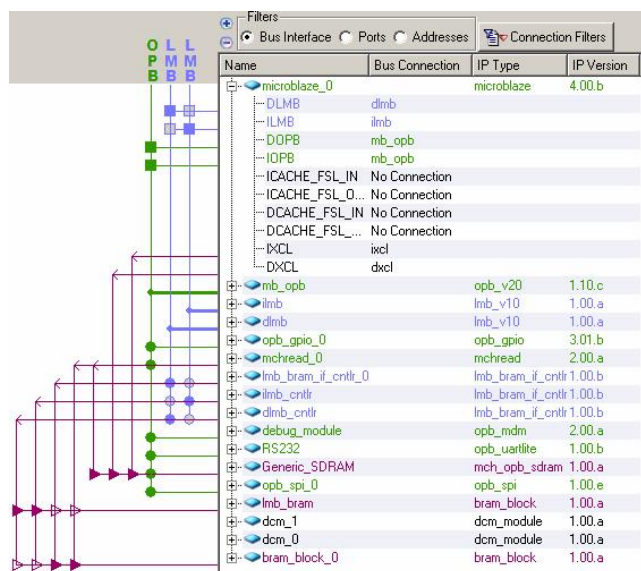 Filters
Bus Interface Ports Addresses Connection Filters
OPB LMB LMB
Name Bus Connection IP Type IP Version
microblaze_0 microblaze 4.00.b
DLMB dlmb
ILMB ilmb
DOPB mb_opb
IOPB mb_opb
ICACHE_FSL_IN No Connection
ICACHE_FSL_O... No Connection
DCACHE_FSL_IN No Connection
DCACHE_FSL_... No Connection
IXCL ixcl
DXCL dxcl
mb_opb opb_v20 1.10.c
ilmb lmb_v10 1.00.a
dlmb lmb_v10 1.00.a
opb_gpio_0 opb_gpio 3.01.b
mchread_0 mchread 2.00.a
lmb_bram_if_cntlr_0 lmb_bram_if_cntlr 1.00.b
ilmb_cntlr lmb_bram_if_cntlr 1.00.b
dlmb_cntlr lmb_bram_if_cntlr 1.00.b
debug_module opb_mdm 2.00.a
RS232 opb_uartlite 1.00.b
Generic_SDRAM mch_opb_sdram 1.00.a
opb_spi_0 opb_spi 1.00.e
lmb_bram bram_block 1.00.a
dcm_1 dcm_module 1.00.a
dcm_0 dcm_module 1.00.a
bram_block_0 bram_block 1.00.a